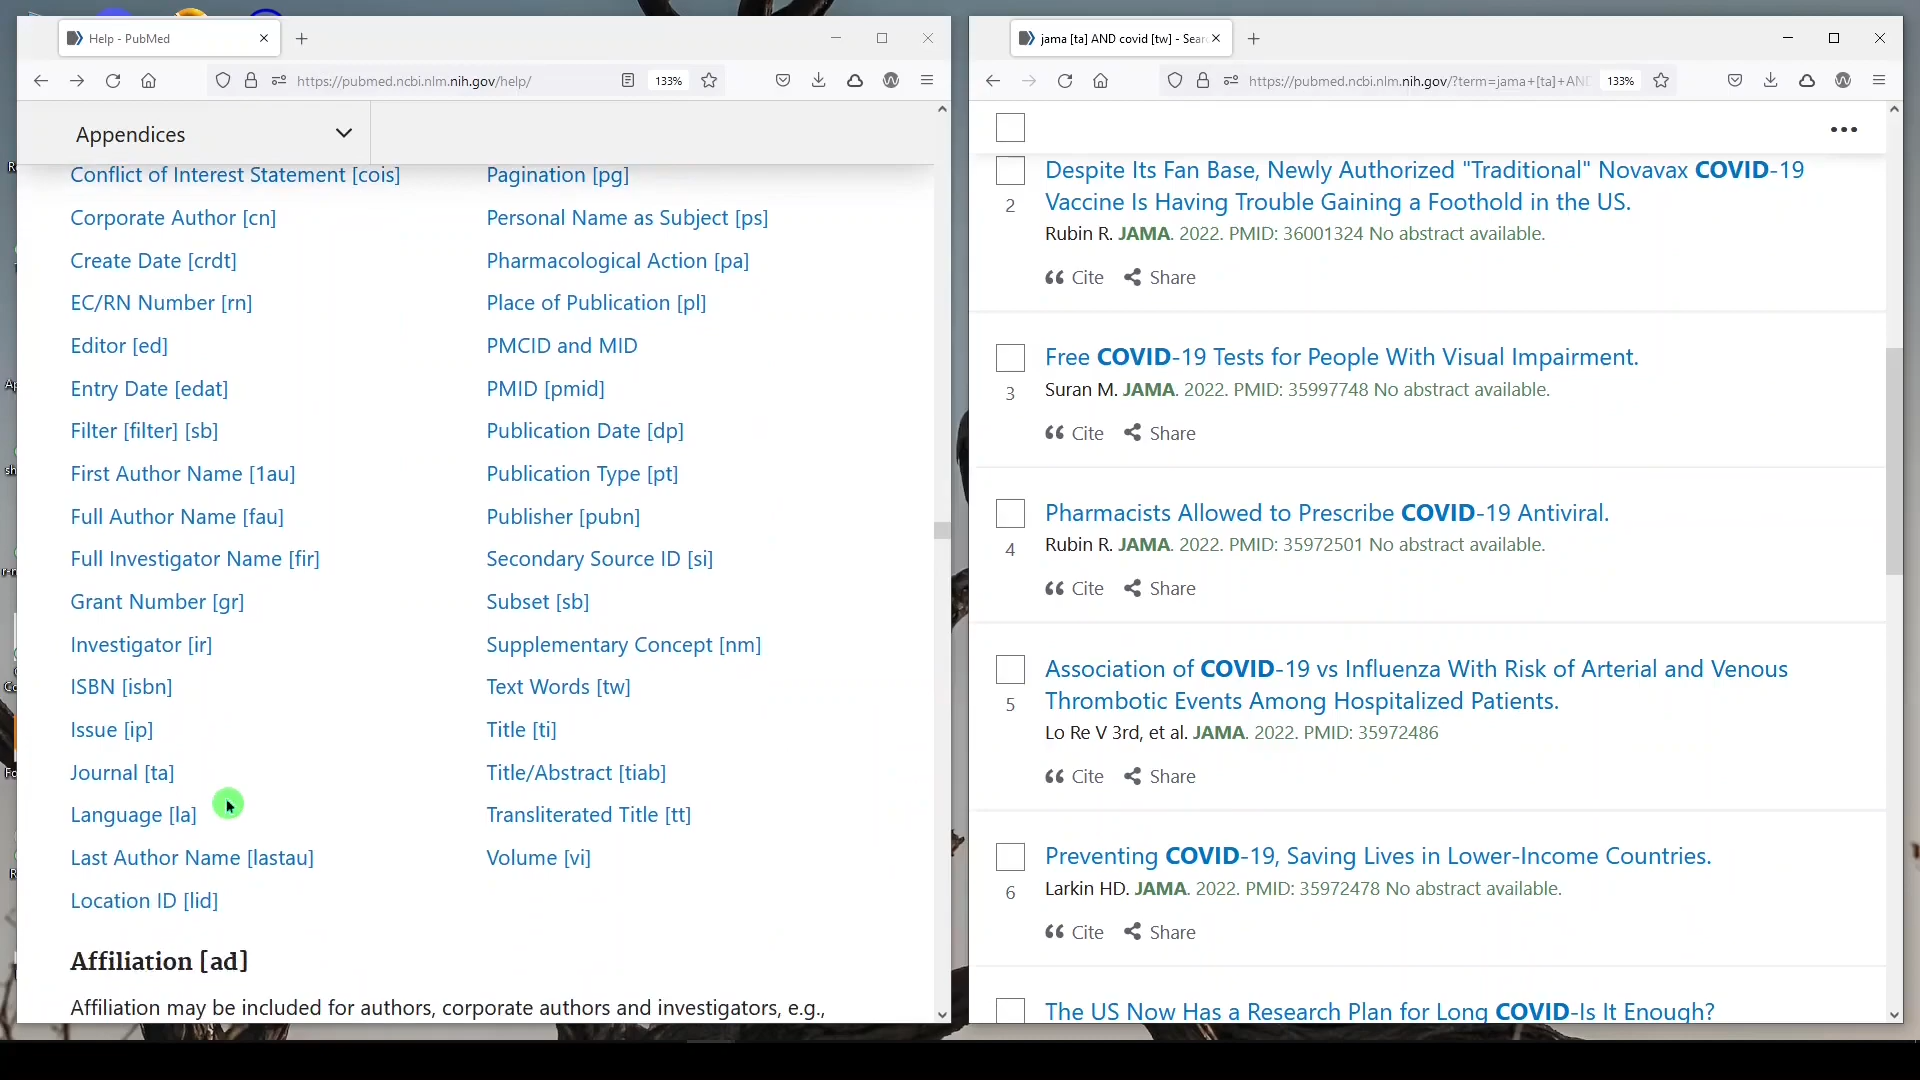 Help - PubMed
https://pubmed.ncbi.nlm.nih.gov/help/
133%
Appendices
Conflict of Interest Statement [cois]
Corporate Author [cn]
Create Date [crdt]
EC/RN Number [rn]
Editor [ed]
Entry Date [edat]
Filter [filter] [sb]
First Author Name [1au]
Full Author Name [fau]
Full Investigator Name [fir]
Grant Number [gr]
Investigator [ir]
ISBN [isbn]
Issue [ip]
Journal [ta]
Language [la]
Last Author Name [lastau]
Location ID [lid]
Pagination [pg]
Personal Name as Subject [ps]
Pharmacological Action [pa]
Place of Publication [pl]
PMCID and MID
PMID [pmid]
Publication Date [dp]
Publication Type [pt]
Publisher [pubn]
Secondary Source ID [si]
Subset [sb]
Supplementary Concept [nm]
Text Words [tw]
Title [ti]
Title/Abstract [tiab]
Transliterated Title [tt]
Volume [vi]
Affiliation [ad]
Affiliation may be included for authors, corporate authors and investigators, e.g.,
jama [ta] AND covid [tw] - Sear
https://pubmed.ncbi.nlm.nih.gov/?term=jama+[ta]+AND
133%
Despite Its Fan Base, Newly Authorized "Traditional" Novavax COVID-19
Vaccine Is Having Trouble Gaining a Foothold in the US.
2
Rubin R. JAMA. 2022. PMID: 36001324 No abstract available.
Cite Share
Free COVID-19 Tests for People With Visual Impairment.
3
Suran M. JAMA. 2022. PMID: 35997748 No abstract available.
Cite Share
Pharmacists Allowed to Prescribe COVID-19 Antiviral.
4
Rubin R. JAMA. 2022. PMID: 35972501 No abstract available.
Cite Share
Association of COVID-19 vs Influenza With Risk of Arterial and Venous
Thrombotic Events Among Hospitalized Patients.
5
Lo Re V 3rd, et al. JAMA. 2022. PMID: 35972486
Cite Share
Preventing COVID-19, Saving Lives in Lower-Income Countries.
6
Larkin HD. JAMA. 2022. PMID: 35972478 No abstract available.
Cite Share
The US Now Has a Research Plan for Long COVID-Is It Enough?